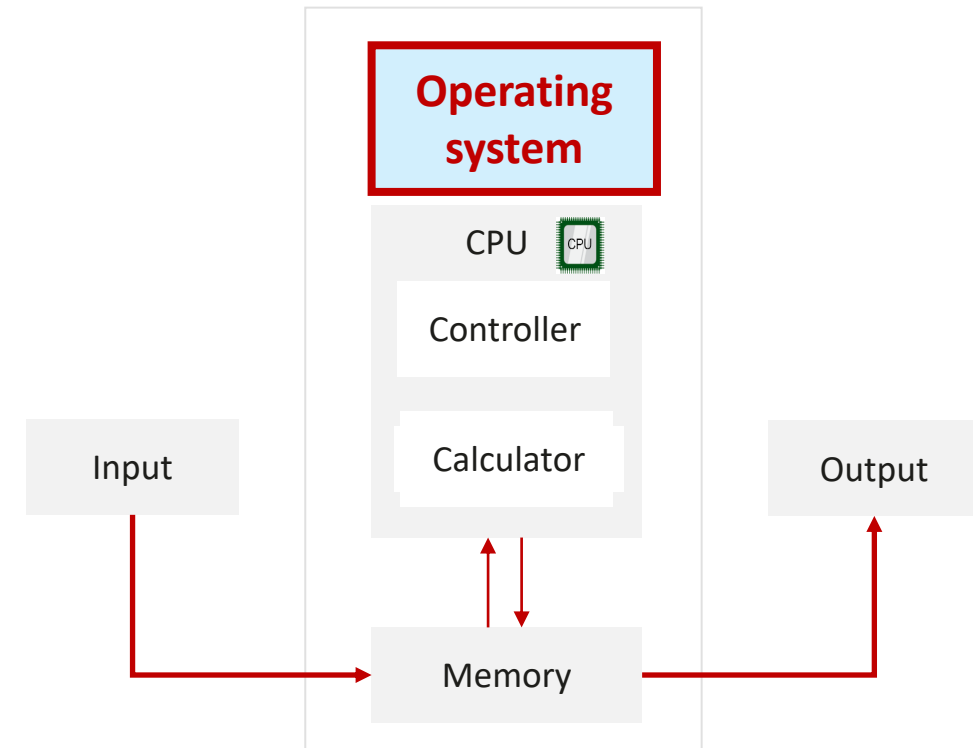 Operating
system
CPU
CPU
Controller
Calculator
Input
Output
Memory